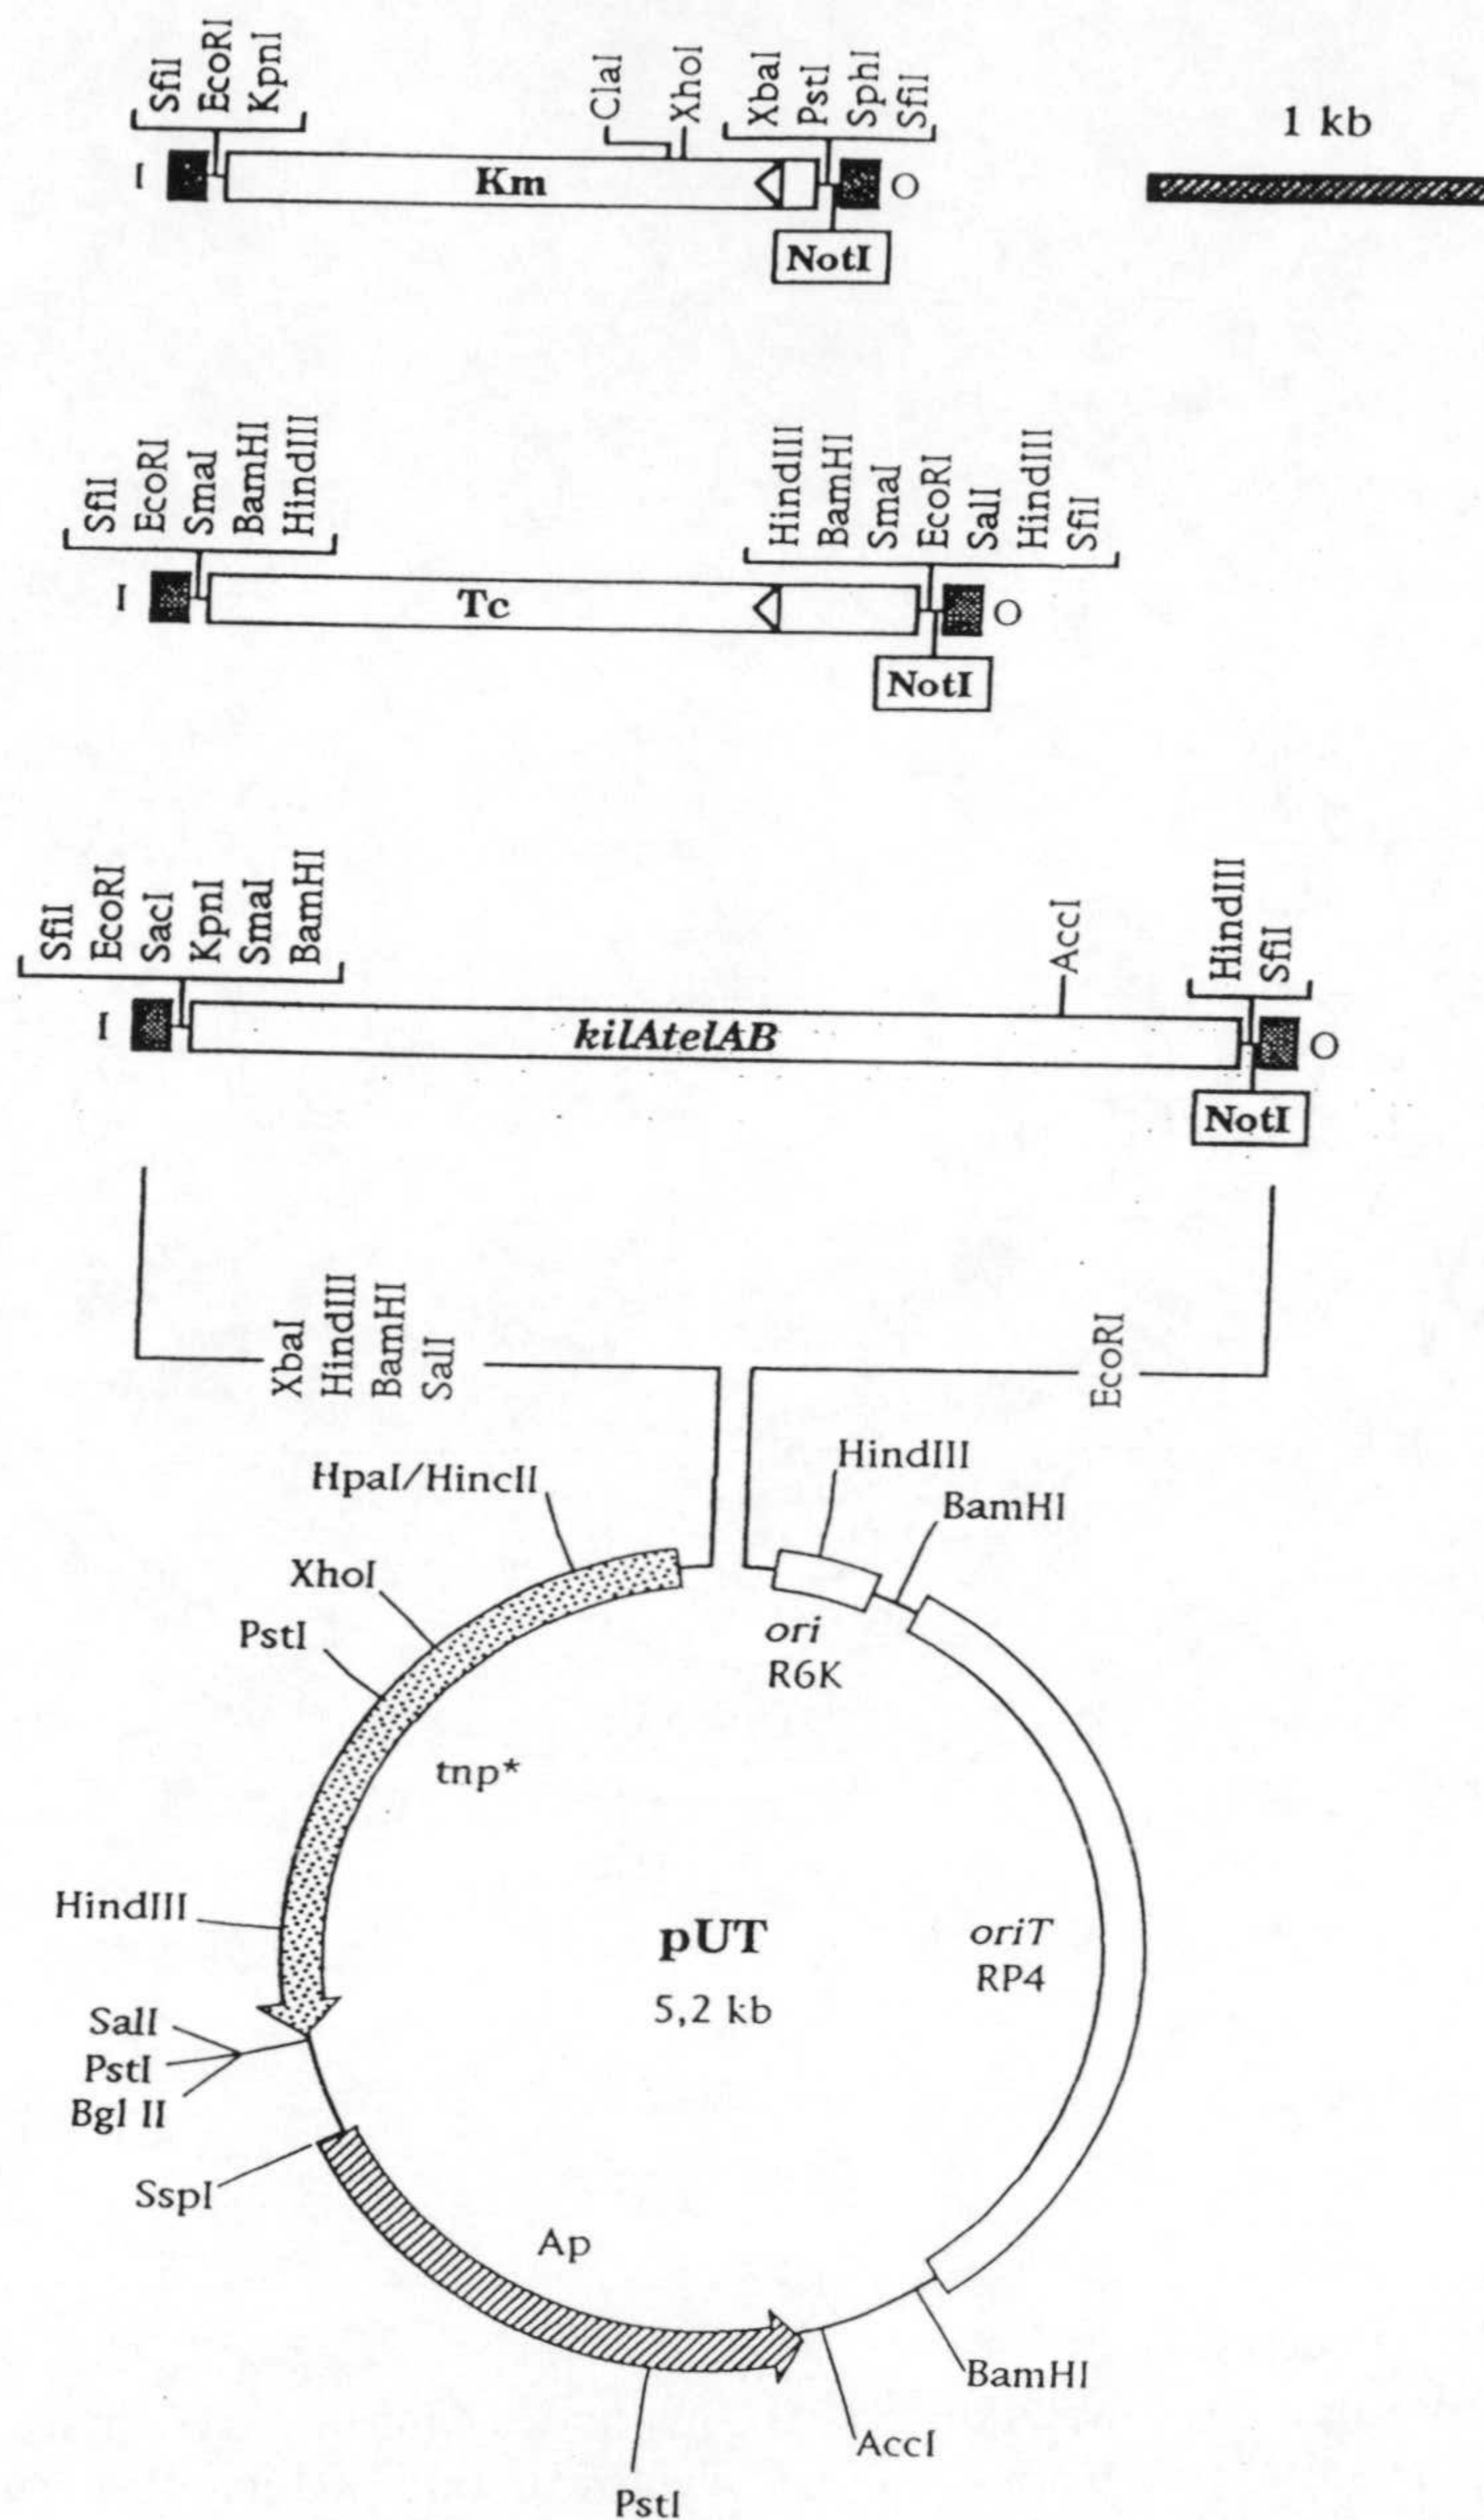 SfiI
EcoRI
KpnI
ClaI
XhoI
XbaI
PstI
SphI
SfiI
1 kb
I
Km
O
NotI
SfiI
EcoRI
SmaI
BamHI
HindIII
HindIII
BamHI
SmaI
EcoRI
SalI
HindIII
SfiI
I
Tc
O
NotI
SfiI
EcoRI
SacI
KpnI
SmaI
BamHI
AccI
HindIII
SfiI
I
kilAtelAB
O
NotI
XbaI
HindIII
BamHI
SalI
EcoRI
HpaI/HincII
HindIII
BamHI
XhoI
PstI
ori
R6K
tnp*
HindIII
pUT
5,2 kb
oriT
RP4
SalI
PstI
Bgl II
SspI
Ap
BamHI
AccI
PstI